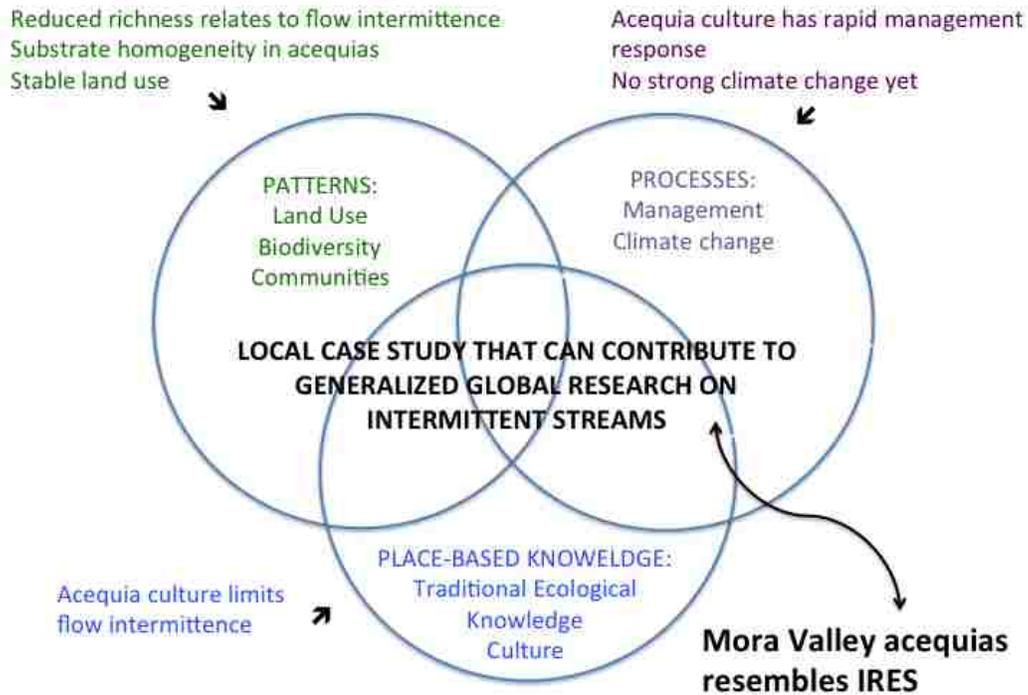 Reduced richness relates to flow intermittence
Substrate homogeneity in acequias
Stable land use
Acequia culture has rapid management
response
No strong climate change yet
PATTERNS:
Land Use
Biodiversity
Communities
PROCESSES:
Management
Climate change
LOCAL CASE STUDY THAT CAN CONTRIBUTE TO
GENERALIZED GLOBAL RESEARCH ON
INTERMITTENT STREAMS
PLACE-BASED KNOWELDGE:
Traditional Ecological
Knowledge
Culture
Acequia culture limits
flow intermittence
Mora Valley acequias
resembles IRES